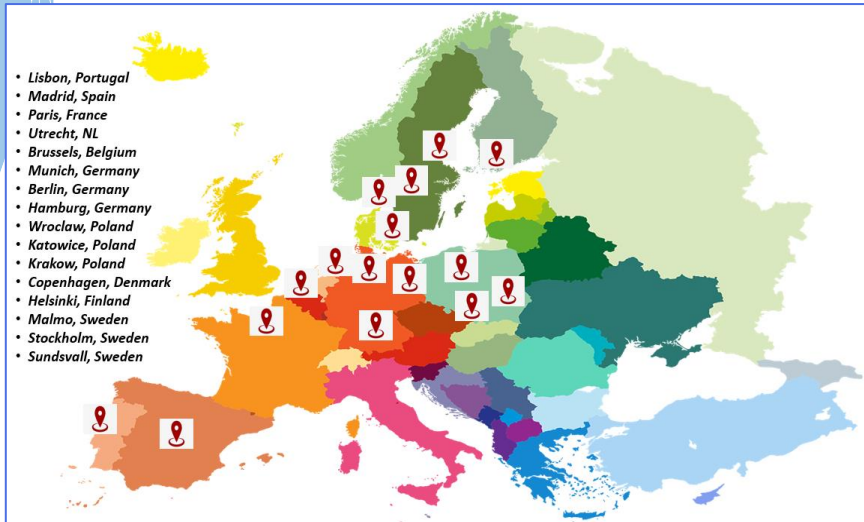 • Lisbon, Portugal
• Madrid, Spain
• Paris, France
• Utrecht, NL
• Brussels, Belgium
• Munich, Germany
• Berlin, Germany
• Hamburg, Germany
• Wroclaw, Poland
• Katowice, Poland
• Krakow, Poland
• Copenhagen, Denmark
• Helsinki, Finland
• Malmo, Sweden
• Stockholm, Sweden
• Sundsvall, Sweden